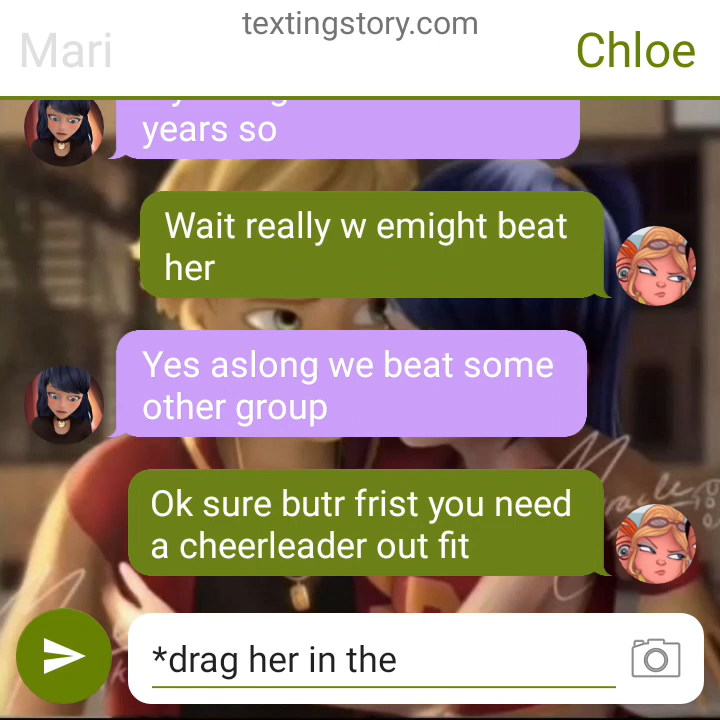 textingstory.com
Mari
Chloe
years so
Wait really w emight beat
her
Yes aslong we beat some
other group
Ok sure butr frist you need
a cheerleader out fit
*drag her in the